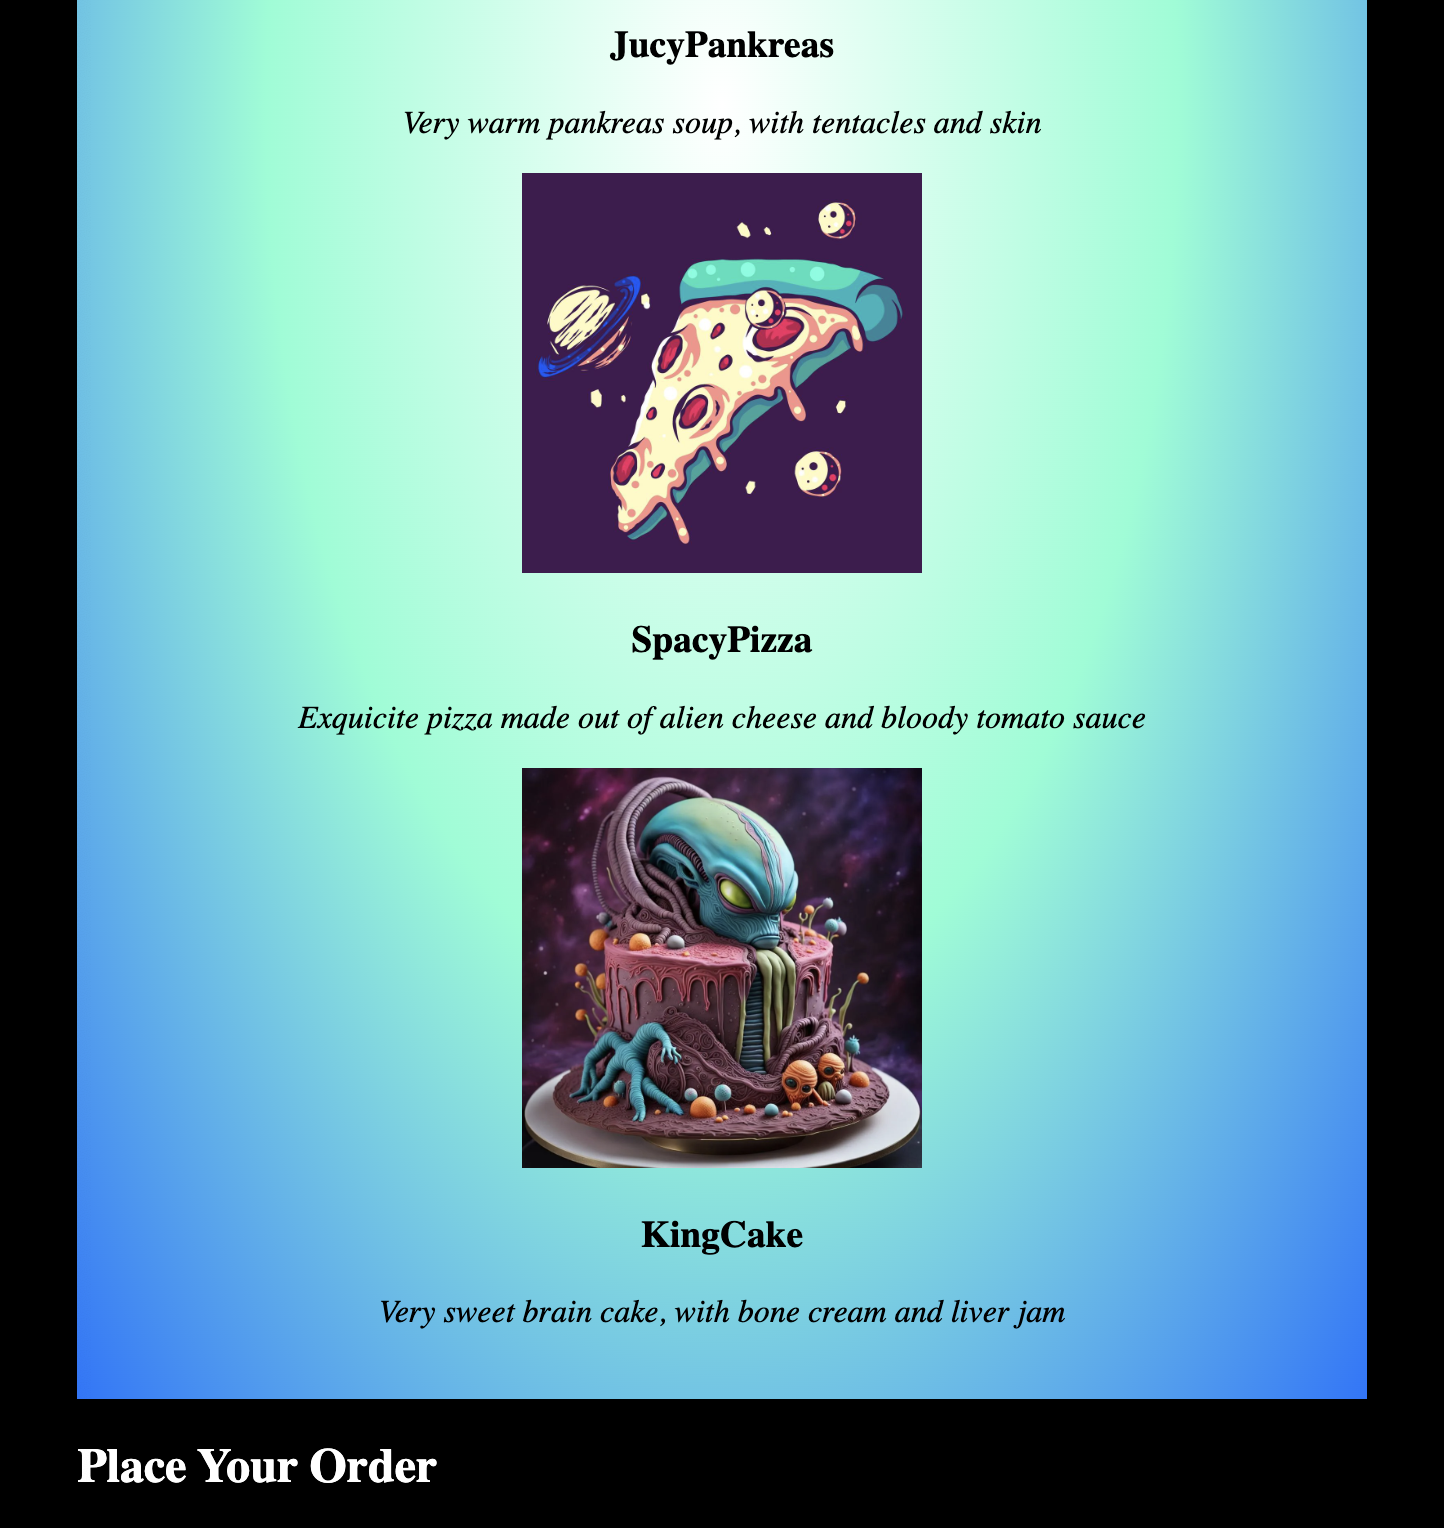 JucyPankreas
Very warm pankreas soup, with tentacles and skin
SpacyPizza
Exquicite pizza made out of alien cheese and bloody tomato sauce
KingCake
Very sweet brain cake, with bone cream and liver jam
Place Your Order